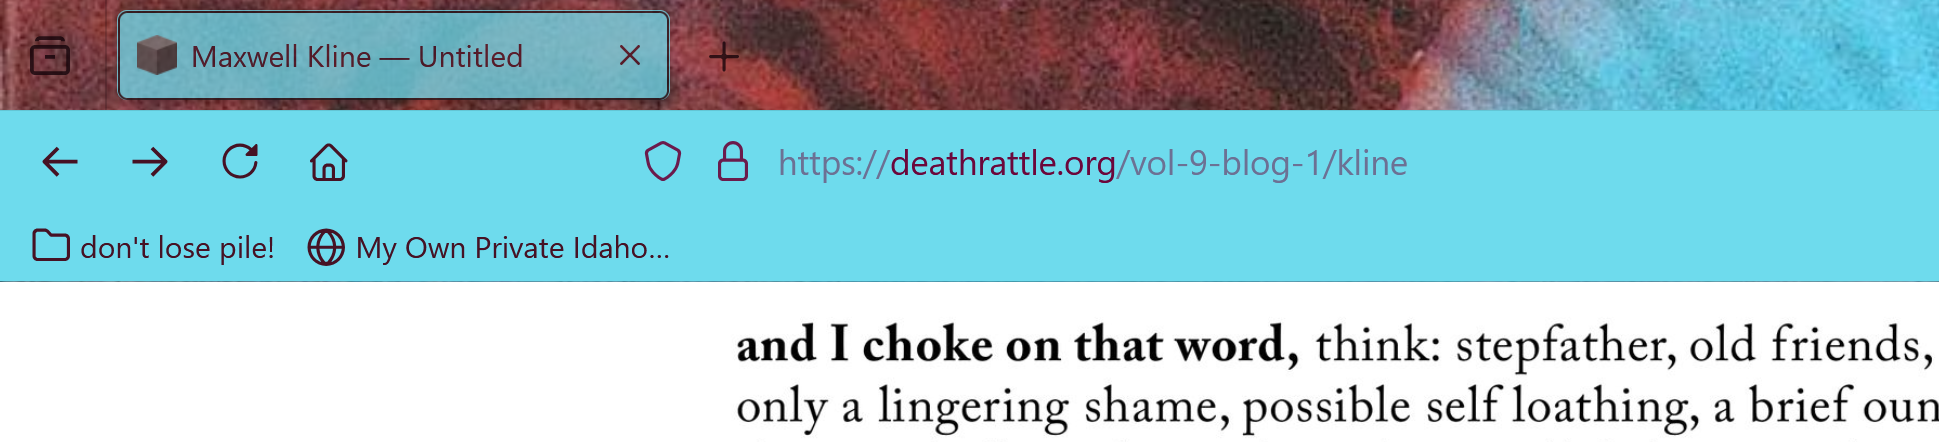 Maxwell Kline — Untitled
https://deathrattle.org/vol-9-blog-1/kline
don't lose pile! My Own Private Idaho...
and I choke on that word, think: stepfather, old friends,
only a lingering shame, possible self loathing, a brief